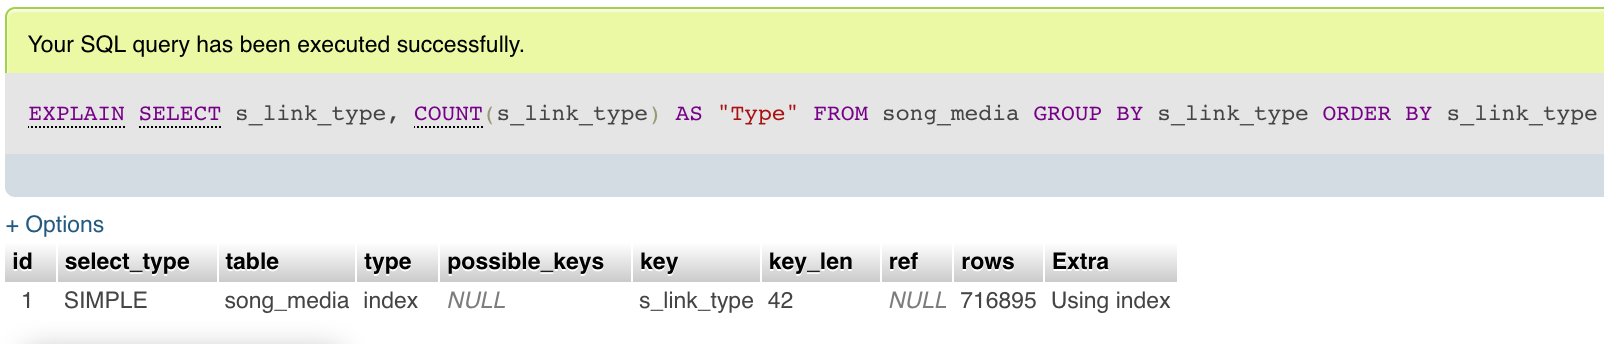 Your SQL query has been executed successfully.
EXPLAIN SELECT s_link_type, COUNT(s_link_type) AS "Type" FROM song_media GROUP BY s_link_type ORDER BY s_link_type
+ Options
id select_type table type possible_keys key key_len ref rows Extra
1 SIMPLE song_media index NULL s_link_type 42 NULL 716895 Using index